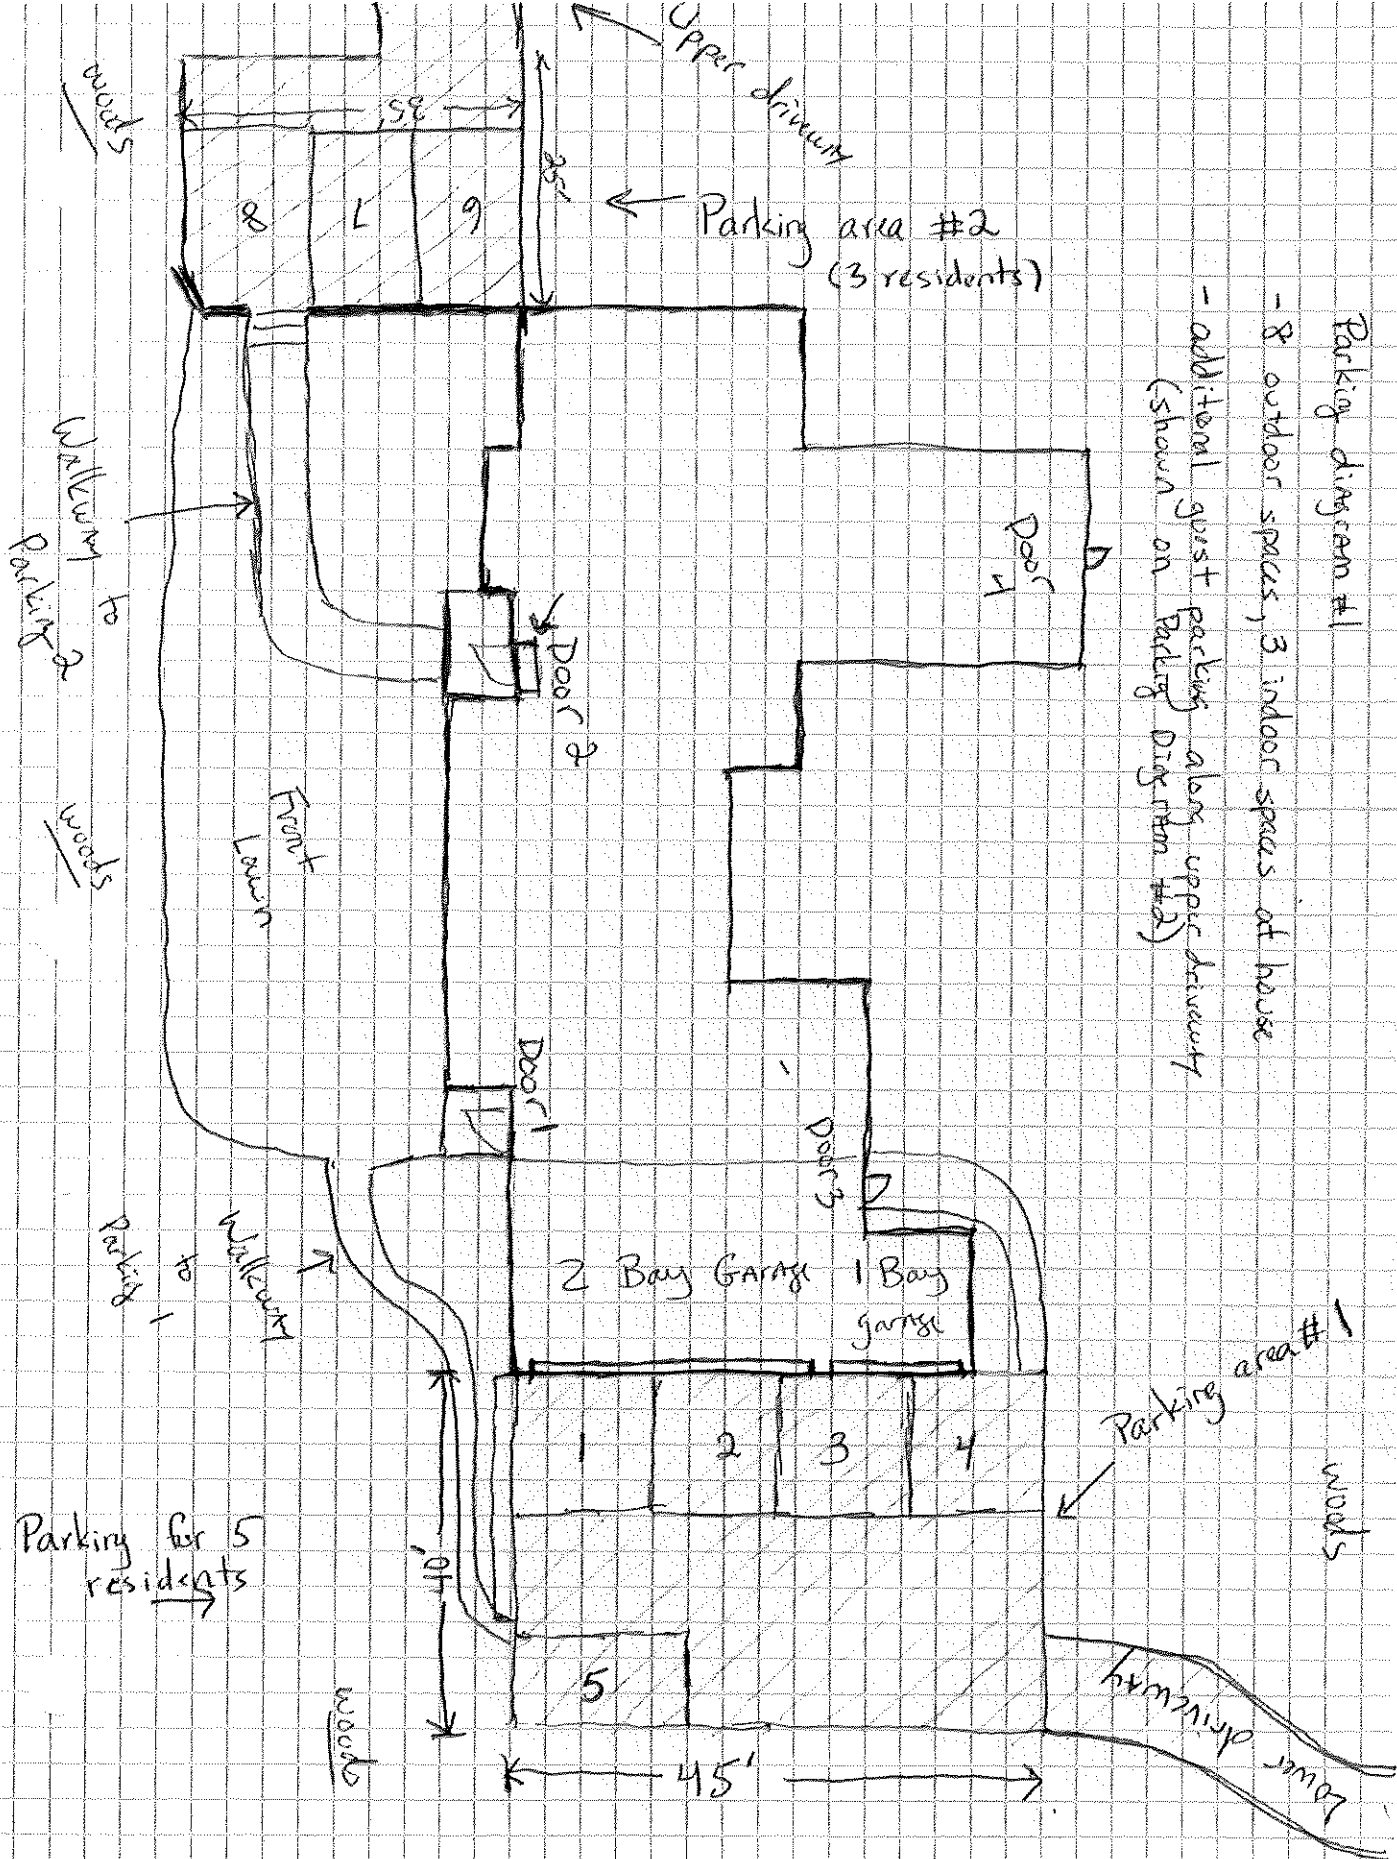 Parking diagram #1
- 8 outdoor spaces, 3 indoor spaces at house
- additional guest parking along upper driveway
(shown on Parking Diagram #2)
Upper driveway
woods
35'
25'
8
7
6
Parking area #2
(3 residents)
Walkway to
Parking 2
Door 4
Door 2
woods
Front
Lawn
Door 1
Door 3
Walkway
to
Parking 1
2 Bay Garage
1 Bay
garage
Parking area #1
1
2
3
4
woods
Parking for 5
residents
40'
5
woods
45'
Lower
driveway